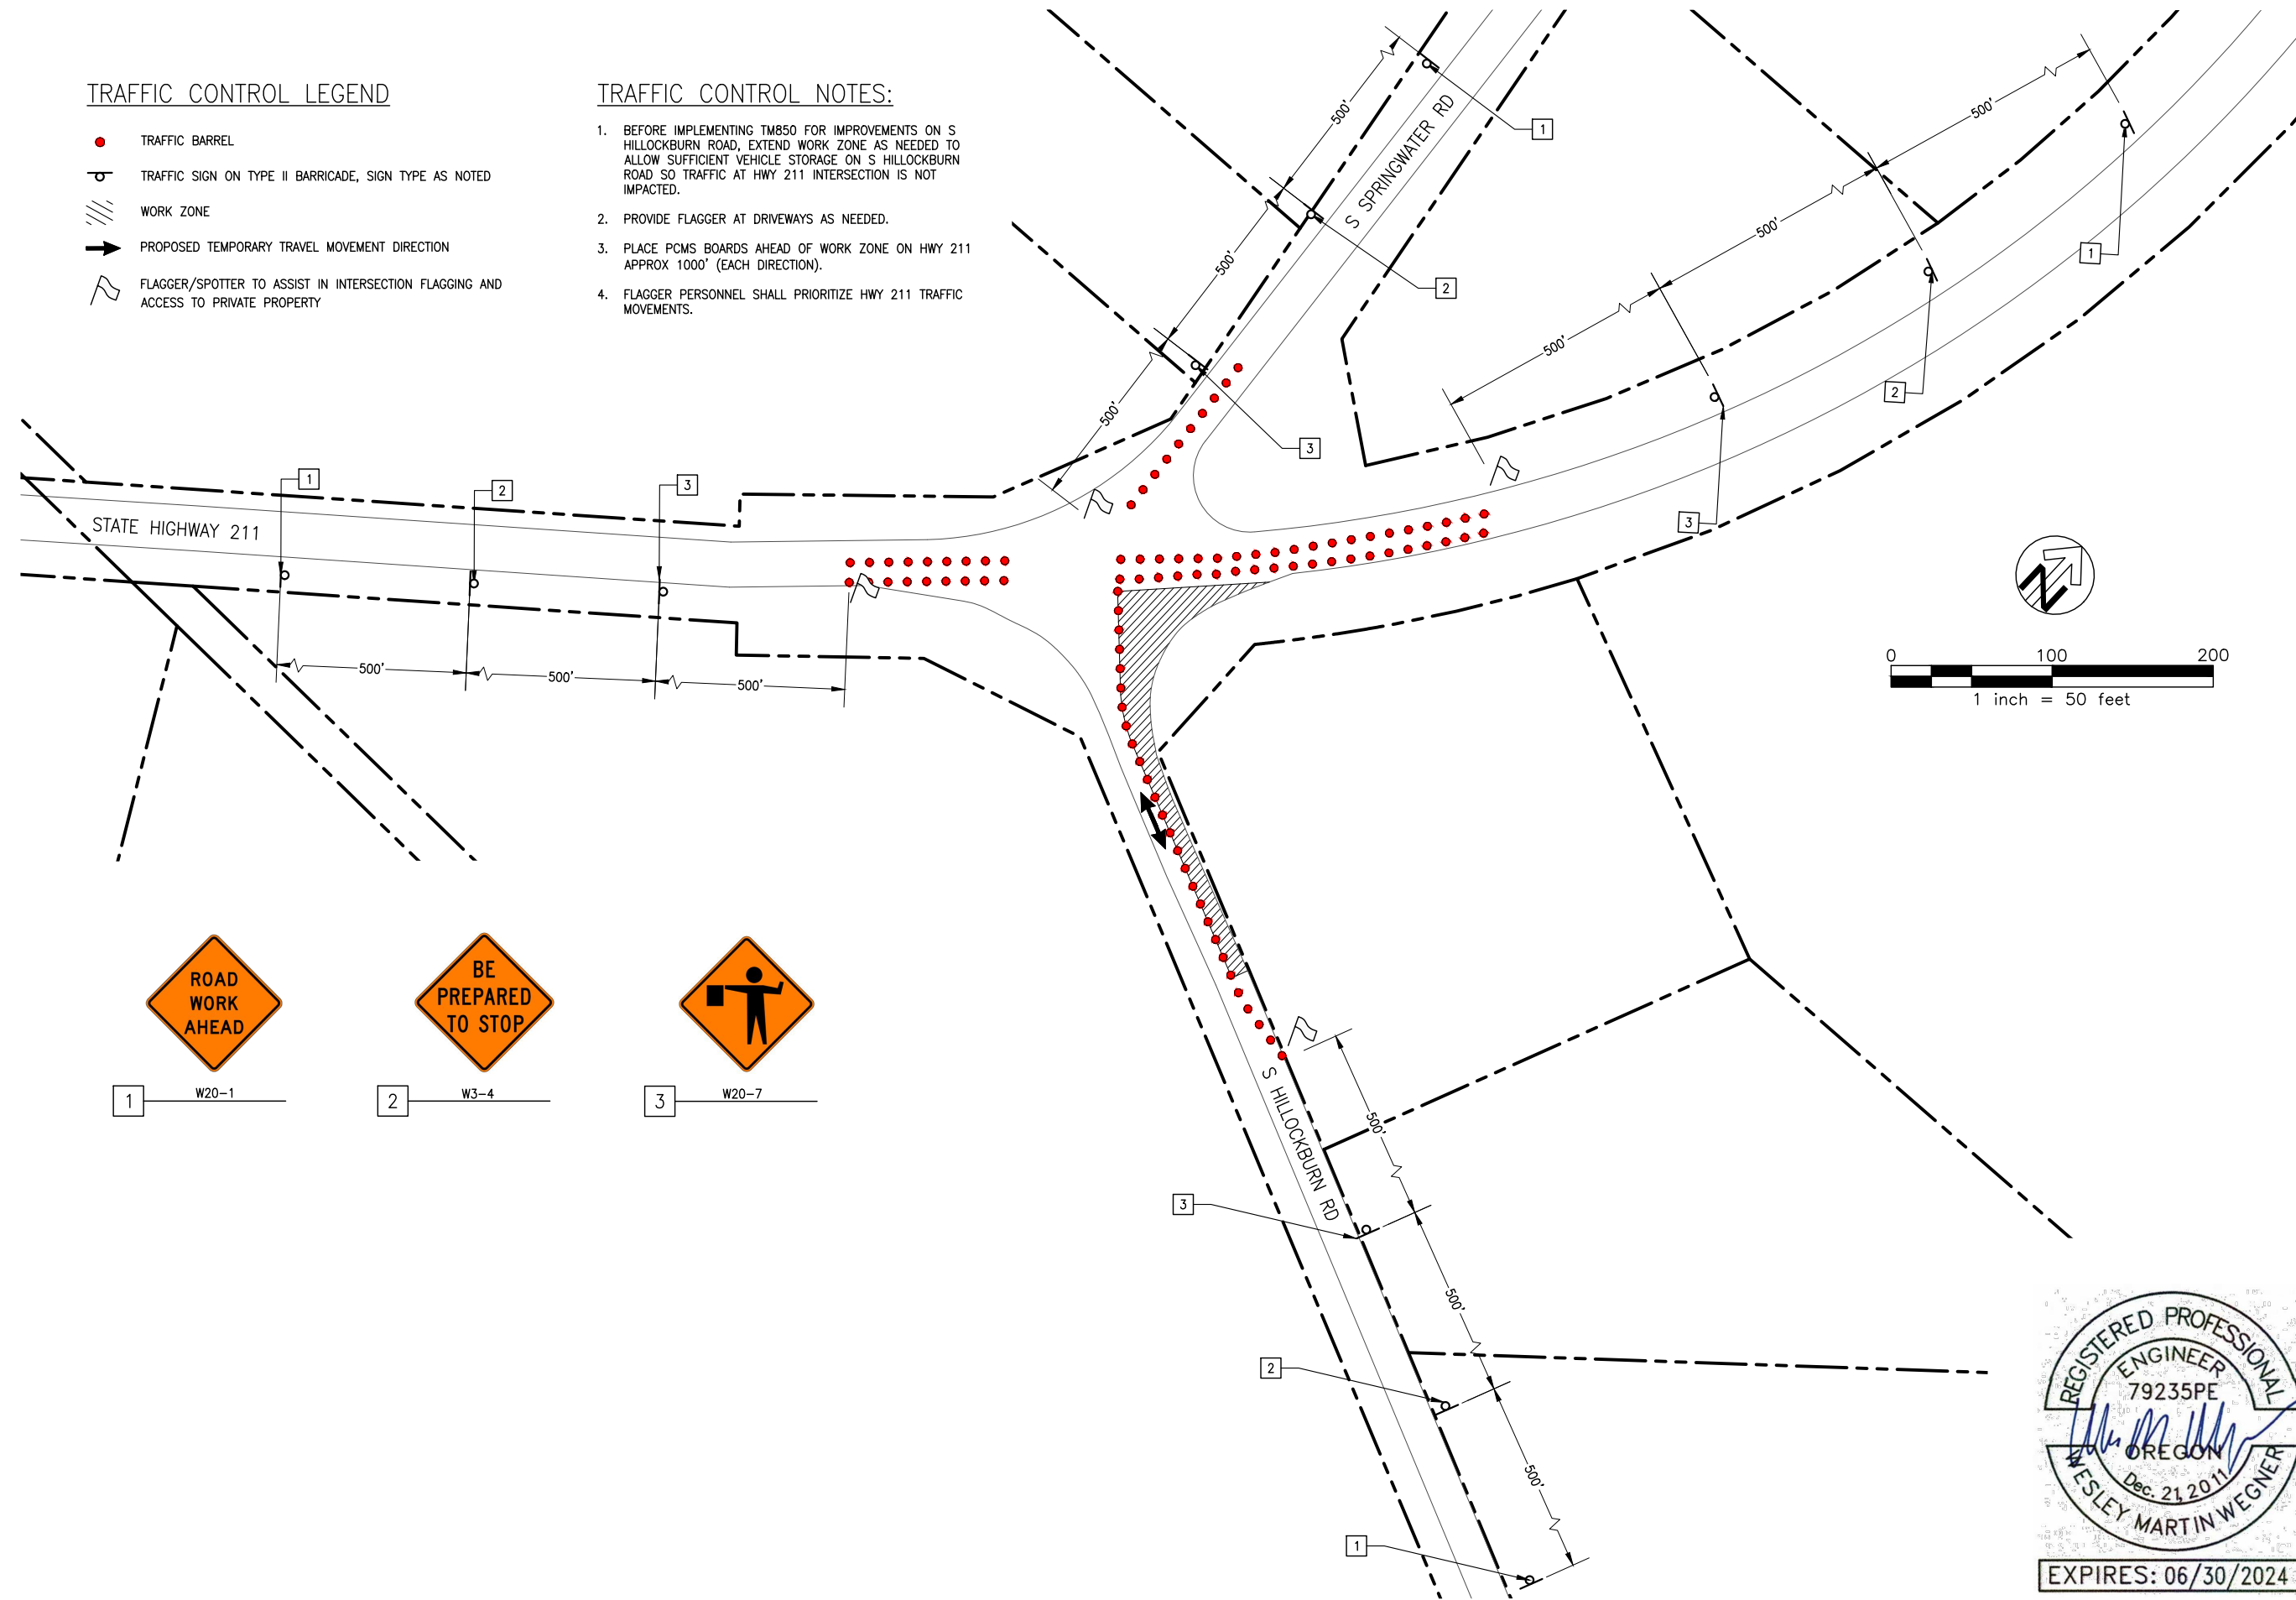 TRAFFIC CONTROL LEGEND
TRAFFIC BARREL
TRAFFIC SIGN ON TYPE II BARRICADE, SIGN TYPE AS NOTED
WORK ZONE
PROPOSED TEMPORARY TRAVEL MOVEMENT DIRECTION
FLAGGER/SPOTTER TO ASSIST IN INTERSECTION FLAGGING AND
ACCESS TO PRIVATE PROPERTY
TRAFFIC CONTROL NOTES:
1. BEFORE IMPLEMENTING TM850 FOR IMPROVEMENTS ON S
HILLOCKBURN ROAD, EXTEND WORK ZONE AS NEEDED TO
ALLOW SUFFICIENT VEHICLE STORAGE ON S HILLOCKBURN
ROAD SO TRAFFIC AT HWY 211 INTERSECTION IS NOT
IMPACTED.
2. PROVIDE FLAGGER AT DRIVEWAYS AS NEEDED.
3. PLACE PCMS BOARDS AHEAD OF WORK ZONE ON HWY 211
APPROX 1000' (EACH DIRECTION).
4. FLAGGER PERSONNEL SHALL PRIORITIZE HWY 211 TRAFFIC
MOVEMENTS.
500'
500'
500'
S SPRINGWATER RD
1
2
3
500'
500'
500'
1
2
3
STATE HIGHWAY 211
1
2
3
500'
500'
500'
0 100 200
1 inch = 50 feet
N
ROAD
WORK
AHEAD
1 W20-1
BE
PREPARED
TO STOP
2 W3-4
3 W20-7
S HILLOCKBURN RD
500'
500'
500'
3
2
1
REGISTERED PROFESSIONAL
ENGINEER
79235PE
OREGON
Dec. 21, 2011
WESLEY MARTIN WEGNER
EXPIRES: 06/30/2024